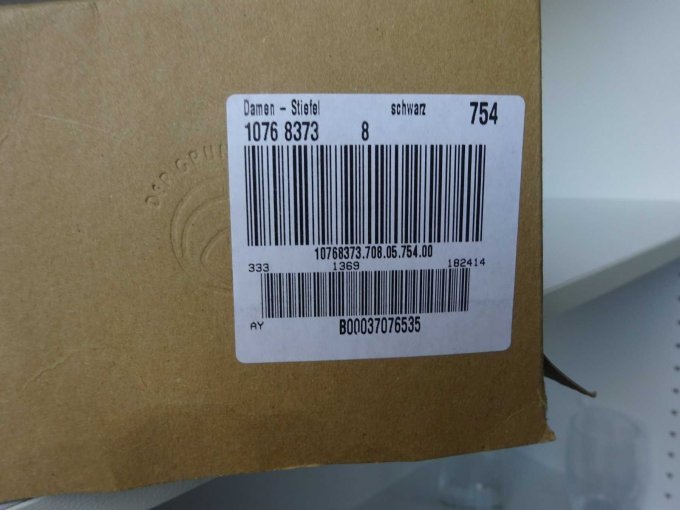 Damen - Stiefel schwarz 754
1076 8373 8
10768373.708.05.754.00
333 1369 182414
AY B00037076535